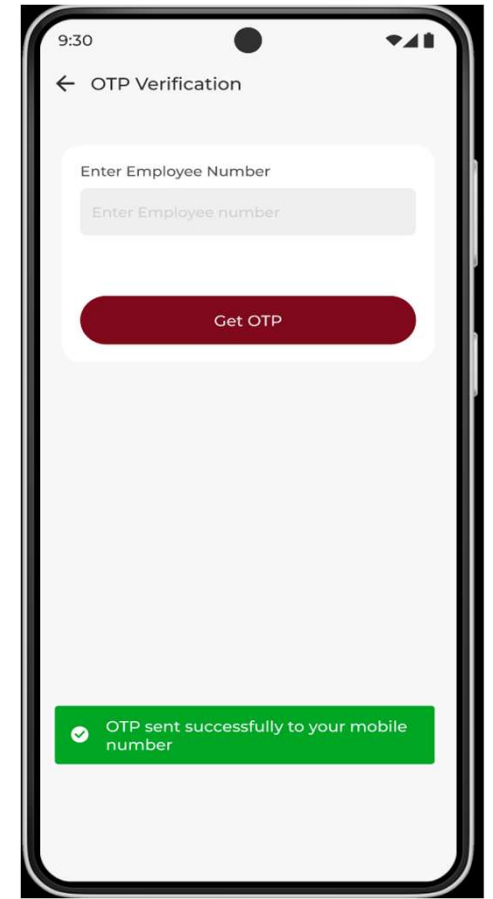 9:30
OTP Verification
Enter Employee Number
Enter Employee number
Get OTP
OTP sent successfully to your mobile
number